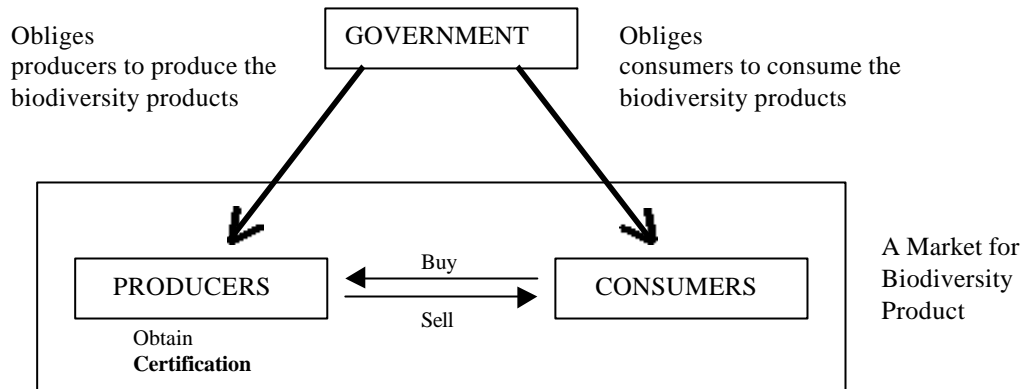 Obliges
producers to produce the
biodiversity products
GOVERNMENT
Obliges
consumers to consume the
biodiversity products
PRODUCERS
Obtain
Certification
Buy
Sell
CONSUMERS
A Market for
Biodiversity
Product